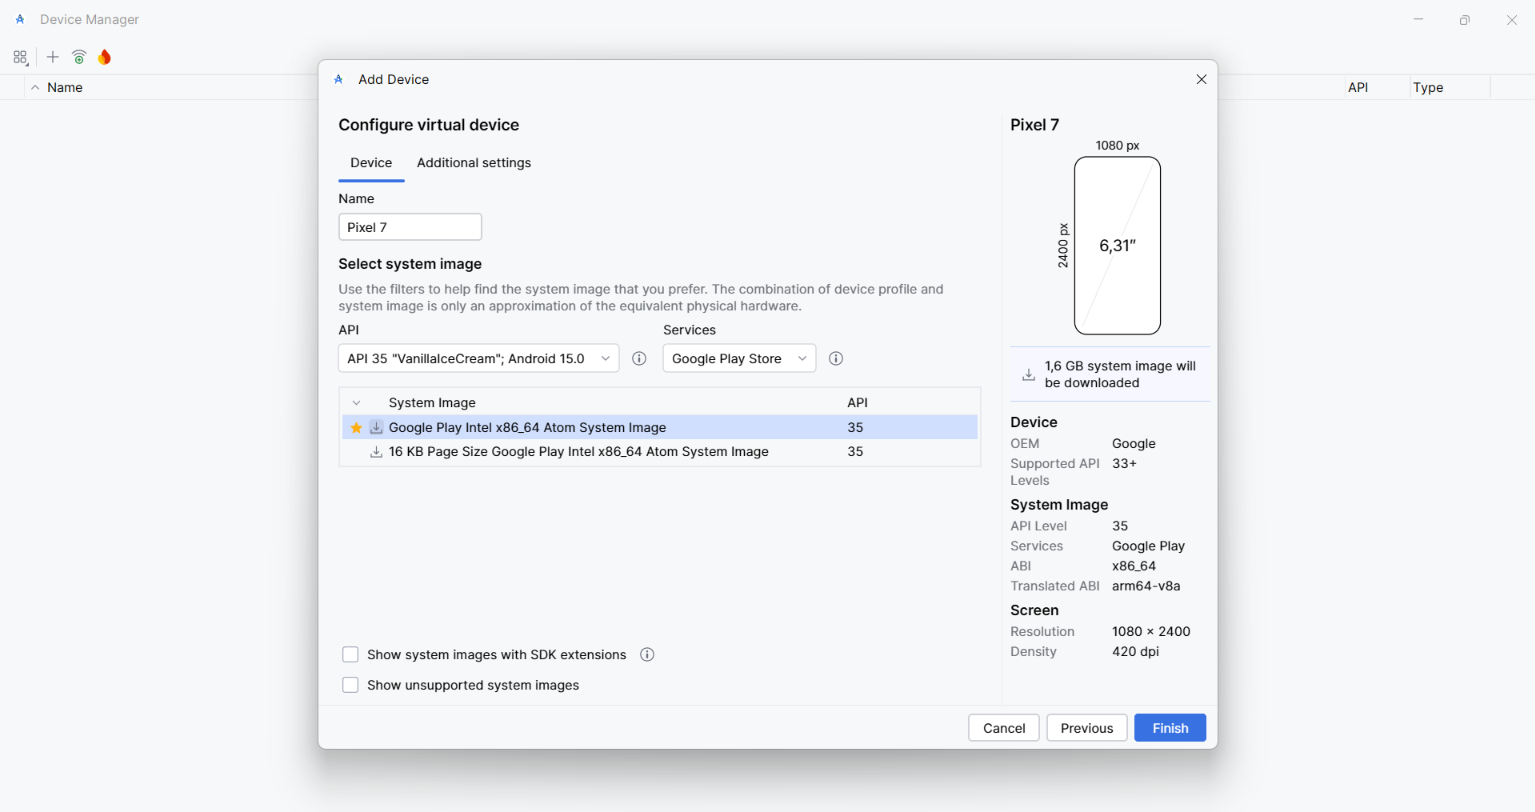 Device Manager
Name
API
Type
Add Device
Configure virtual device
Device
Additional settings
Name
Pixel 7
Select system image
Use the filters to help find the system image that you prefer. The combination of device profile and
system image is only an approximation of the equivalent physical hardware.
API
Services
API 35 "VanillaIceCream"; Android 15.0
Google Play Store
System Image
API
Google Play Intel x86_64 Atom System Image
35
16 KB Page Size Google Play Intel x86_64 Atom System Image
35
Show system images with SDK extensions
Show unsupported system images
Pixel 7
1080 px
2400 px
6,31″
1,6 GB system image will
be downloaded
Device
OEM Google
Supported API 33+
Levels
System Image
API Level 35
Services Google Play
ABI x86_64
Translated ABI arm64-v8a
Screen
Resolution 1080 × 2400
Density 420 dpi
Cancel
Previous
Finish